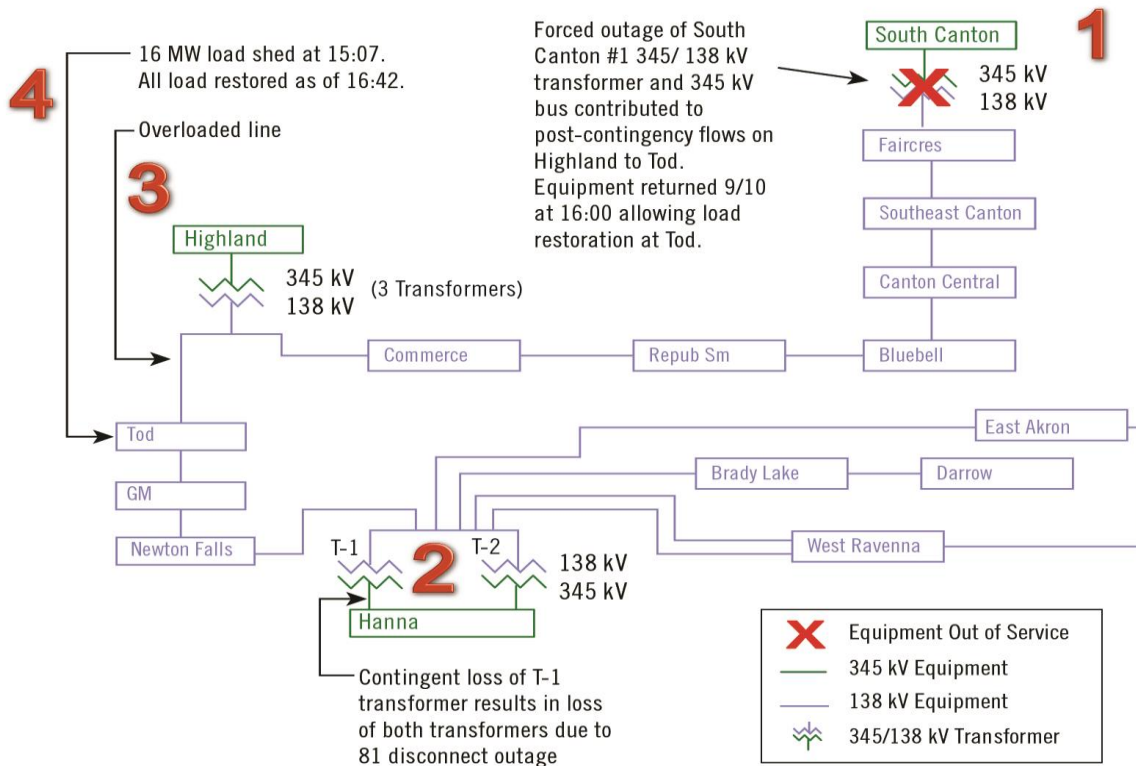 1
South Canton
345 kV
138 kV
Forced outage of South
Canton #1 345/ 138 kV
transformer and 345 kV
bus contributed to
post-contingency flows on
Highland to Tod.
Equipment returned 9/10
at 16:00 allowing load
restoration at Tod.
4
16 MW load shed at 15:07.
All load restored as of 16:42.
Overloaded line
3
Highland
345 kV
138 kV
(3 Transformers)
Faircres
Southeast Canton
Canton Central
Commerce
Repub Sm
Bluebell
Tod
GM
Newton Falls
East Akron
Brady Lake
Darrow
West Ravenna
T-1
2
T-2
138 kV
345 kV
Hanna
Contingent loss of T-1
transformer results in loss
of both transformers due to
81 disconnect outage
Equipment Out of Service
345 kV Equipment
138 kV Equipment
345/138 kV Transformer